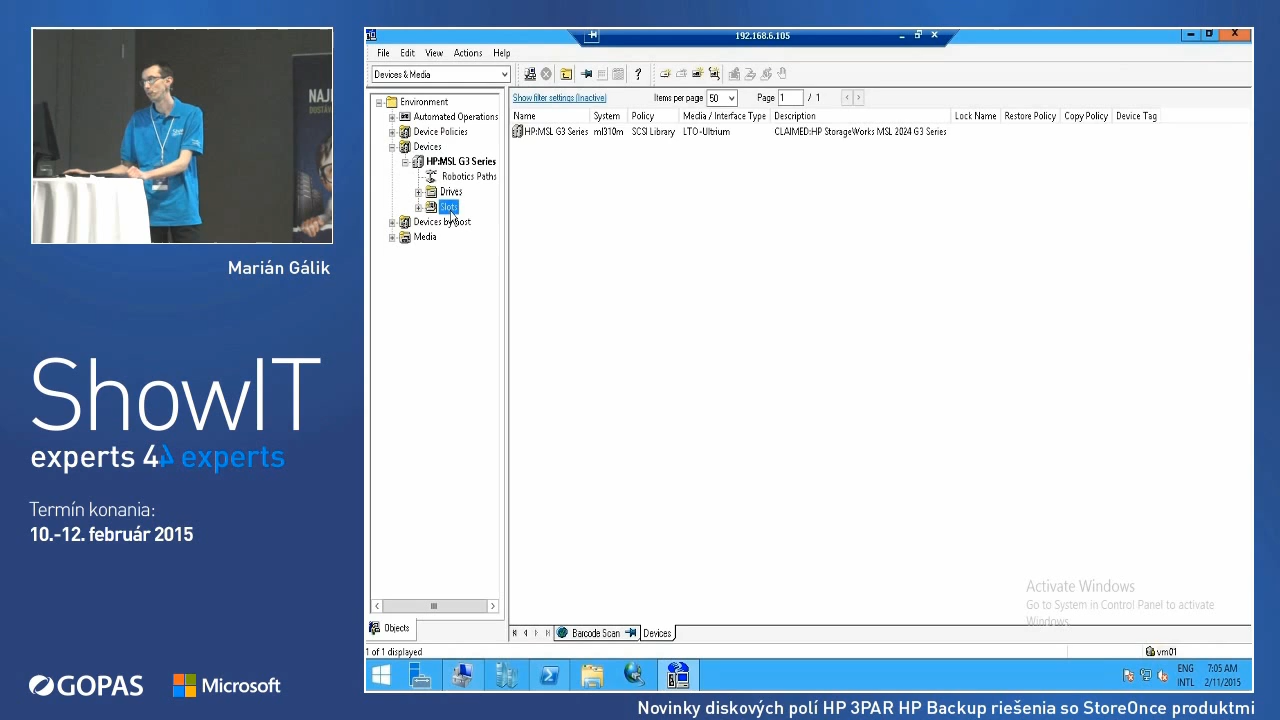 NAJ
DOSTÁV
Marián Gálik
ShowIT
experts 4 experts
Termín konania:
10.-12. február 2015
GOPAS
Microsoft
192.168.6.105
File Edit View Actions Help
Devices & Media
Environment
Automated Operations
Device Policies
Devices
HP:MSL G3 Series
Robotics Paths
Drives
Slots
Devices by Host
Media
Objects
Show filter settings (Inactive)
Items per page 50 Page 1 / 1
Name System Policy Media / Interface Type Description Lock Name Restore Policy Copy Policy Device Tag
HP:MSL G3 Series ml310m SCSI Library LTO-Ultrium CLAIMED:HP StorageWorks MSL 2024 G3 Series
Activate Windows
Go to System in Control Panel to activate
Windows.
Barcode Scan Devices
1 of 1 displayed
vm01
ENG
INTL
7:05 AM
2/11/2015
Novinky diskových polí HP 3PAR HP Backup riešenia so StoreOnce produktmi